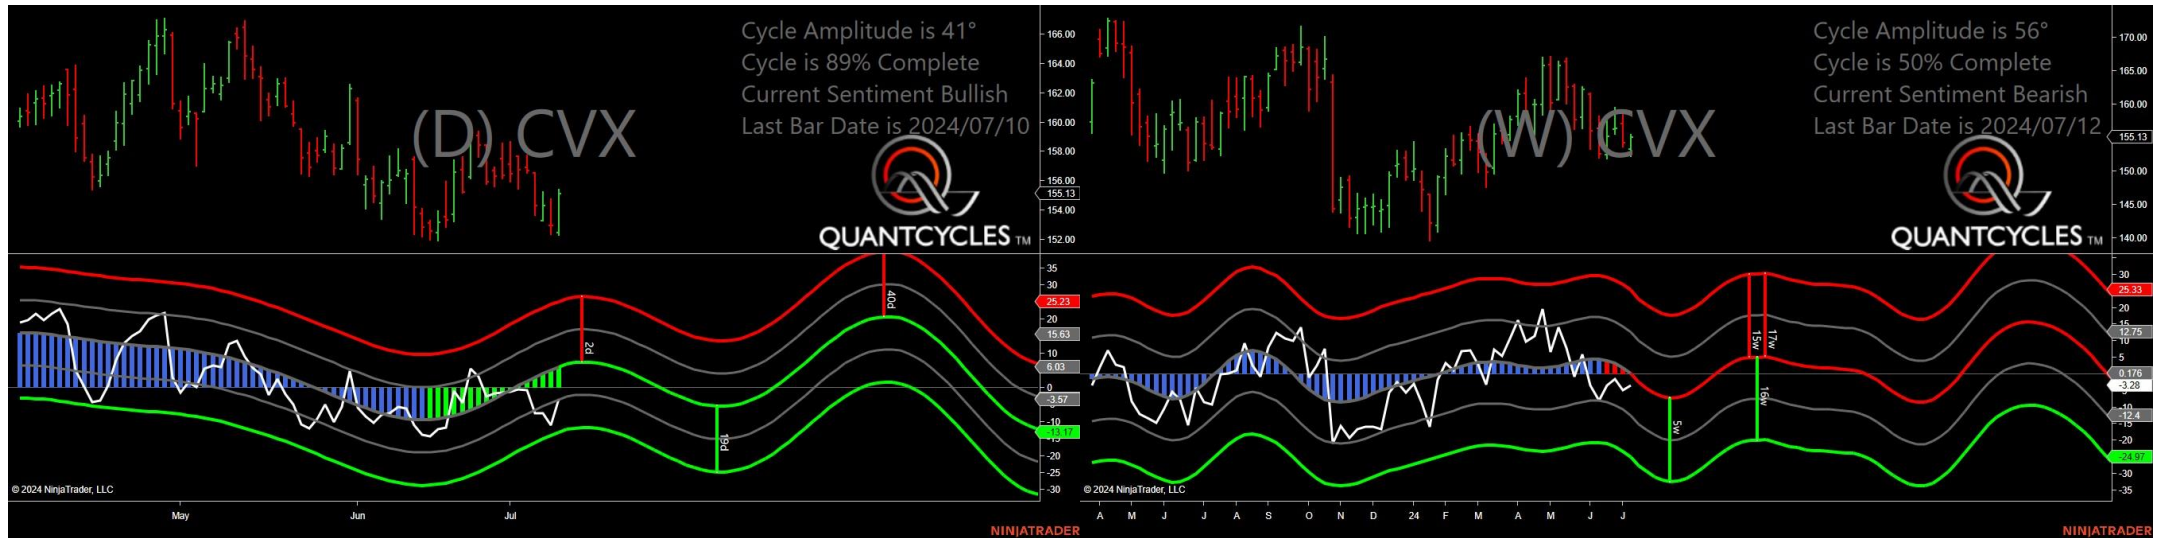 Cycle Amplitude is 41°
Cycle is 89% Complete
Current Sentiment Bullish
Last Bar Date is 2024/07/10
(D) CVX
QUANTCYCLES TM
166.00
164.00
162.00
160.00
158.00
156.00
155.13
154.00
152.00
35
30
25.23
20
15.63
10
6.03
0
-3.57
-10
-13.17
-20
-25
-30
2d
19d
40d
© 2024 NinjaTrader, LLC
May
Jun
Jul
NINJATRADER
Cycle Amplitude is 56°
Cycle is 50% Complete
Current Sentiment Bearish
Last Bar Date is 2024/07/12
(W) CVX
QUANTCYCLES TM
170.00
165.00
160.00
155.13
150.00
145.00
140.00
30
25.33
20
15
12.75
10
5
0.176
-3.28
-12.4
-15
-20
-24.97
-30
-35
5w
15w
17w
16w
© 2024 NinjaTrader, LLC
A
M
J
J
A
S
O
N
D
24
F
M
A
M
J
J
NINJATRADER